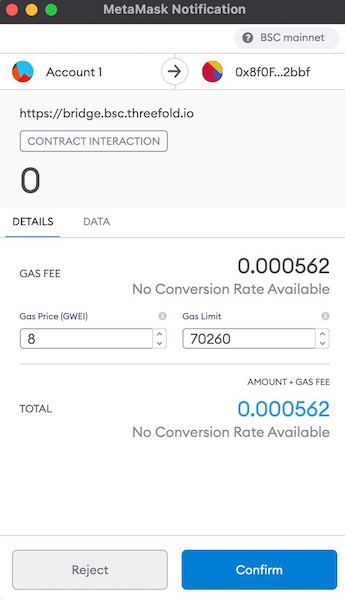 MetaMask Notification
BSC mainnet
Account 1
0x8f0F...2bbf
https://bridge.bsc.threefold.io
CONTRACT INTERACTION
0
DETAILS
DATA
GAS FEE
0.000562
No Conversion Rate Available
Gas Price (GWEI)
Gas Limit
8
70260
AMOUNT + GAS FEE
TOTAL
0.000562
No Conversion Rate Available
Reject
Confirm